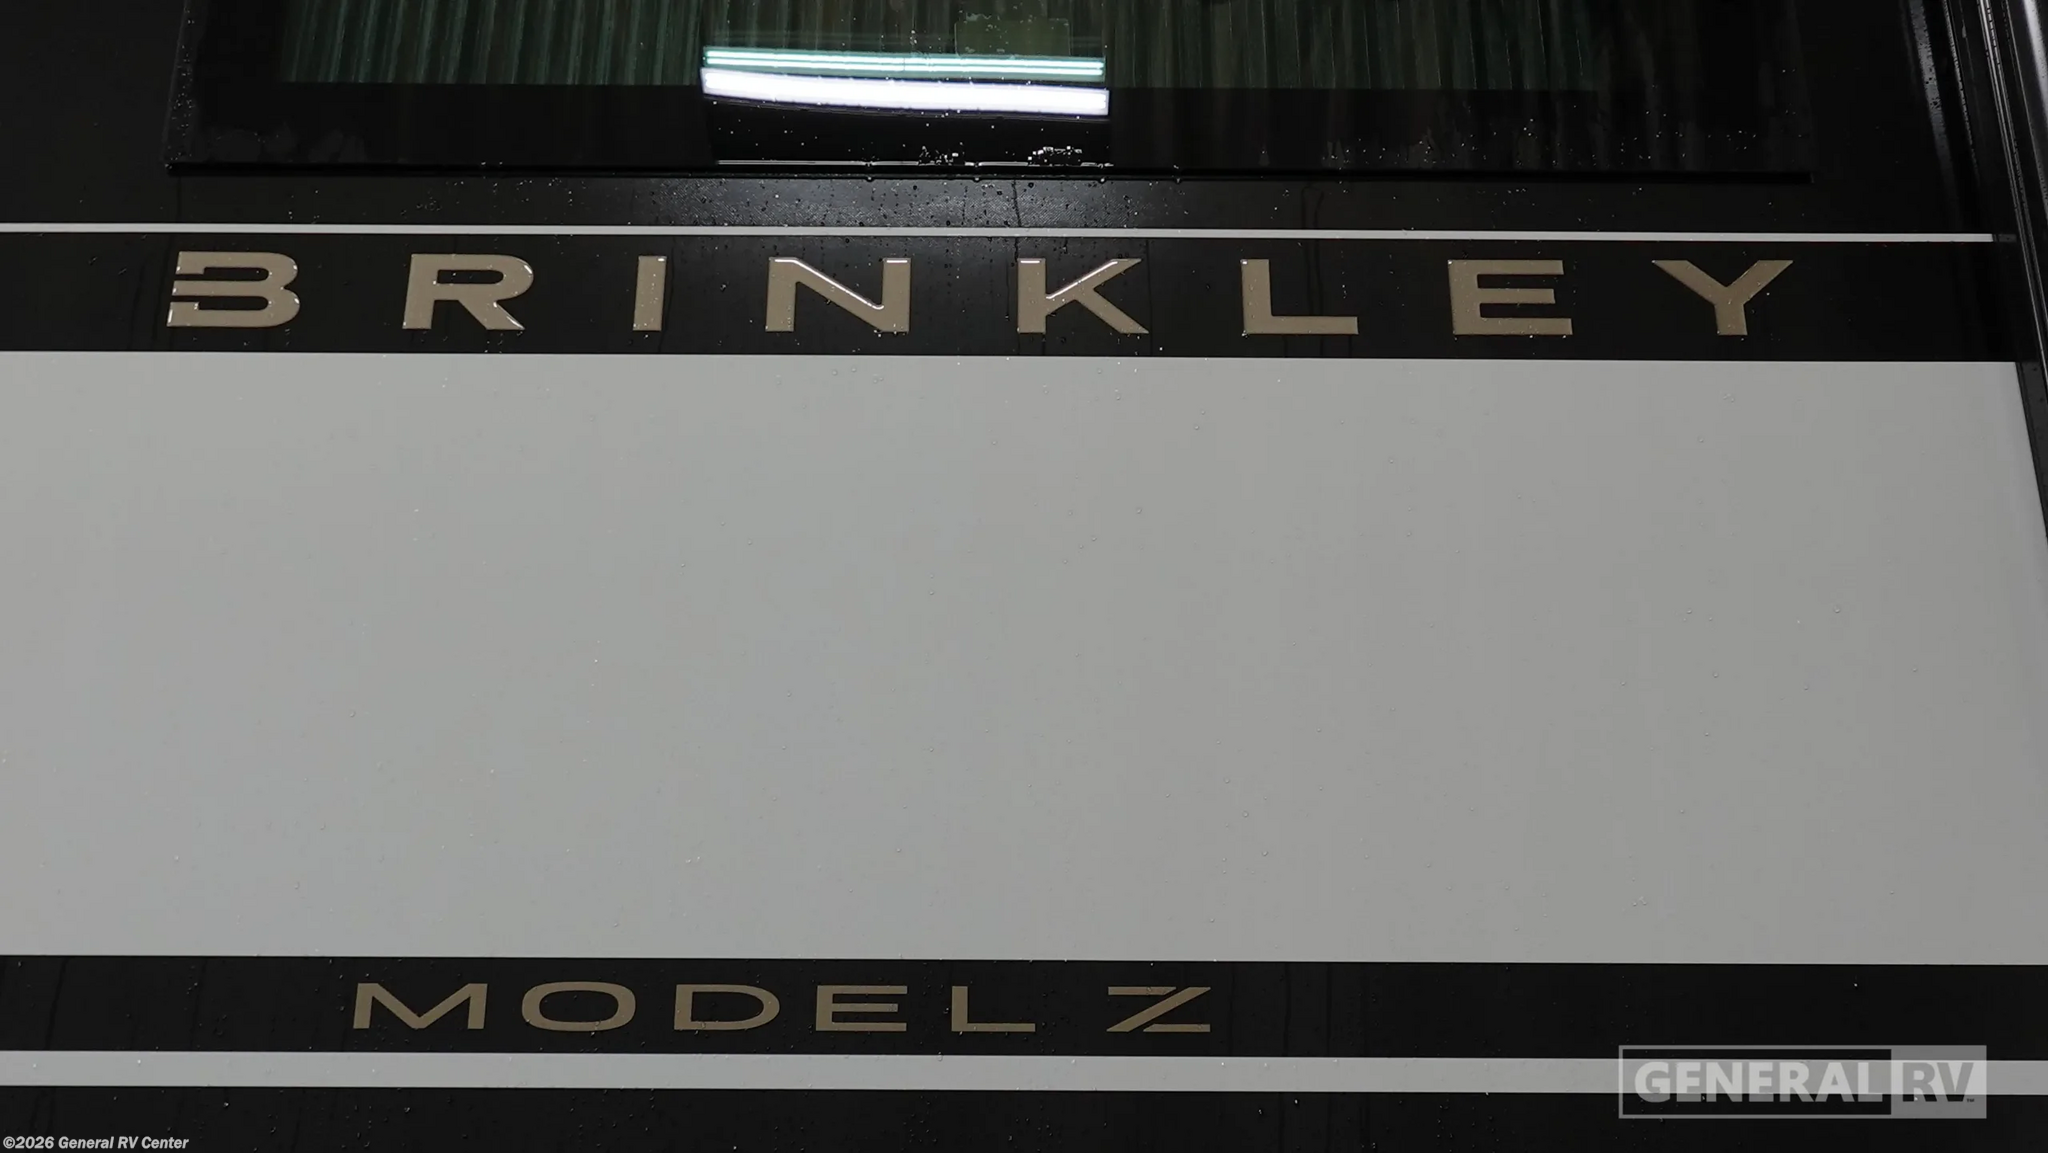 BRINKLEY
MODEL Z
GENERAL RV
©2026 General RV Center